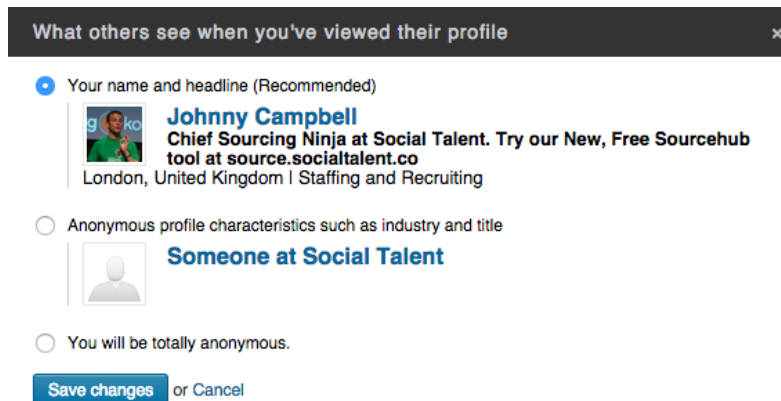 What others see when you've viewed their profile ×
Your name and headline (Recommended)
Johnny Campbell
Chief Sourcing Ninja at Social Talent. Try our New, Free Sourcehub
tool at source.socialtalent.co
London, United Kingdom | Staffing and Recruiting
Anonymous profile characteristics such as industry and title
Someone at Social Talent
You will be totally anonymous.
Save changes or Cancel